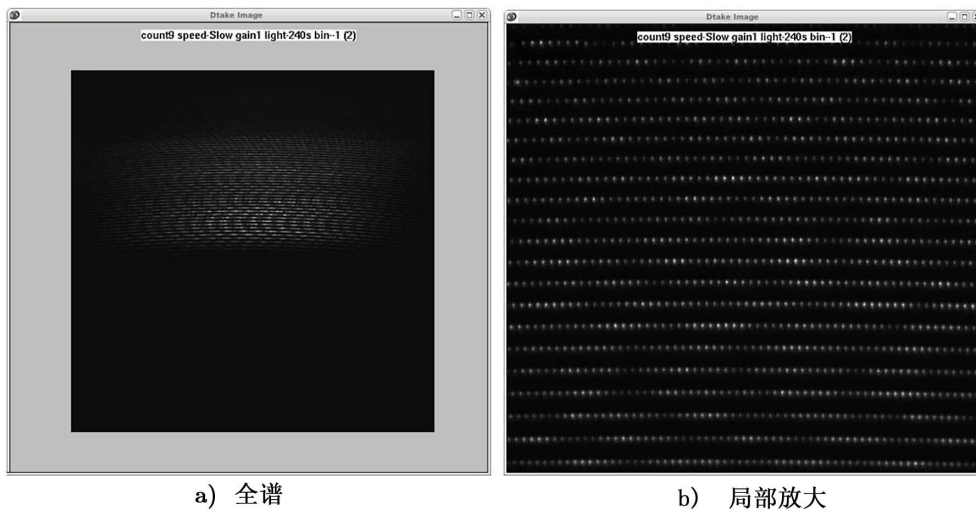 Dtake Image
count9 speed-Slow gain1 light-240s bin--1 (2)
Dtake Image
count9 speed-Slow gain1 light-240s bin--1 (2)
a) 全谱
b) 局部放大